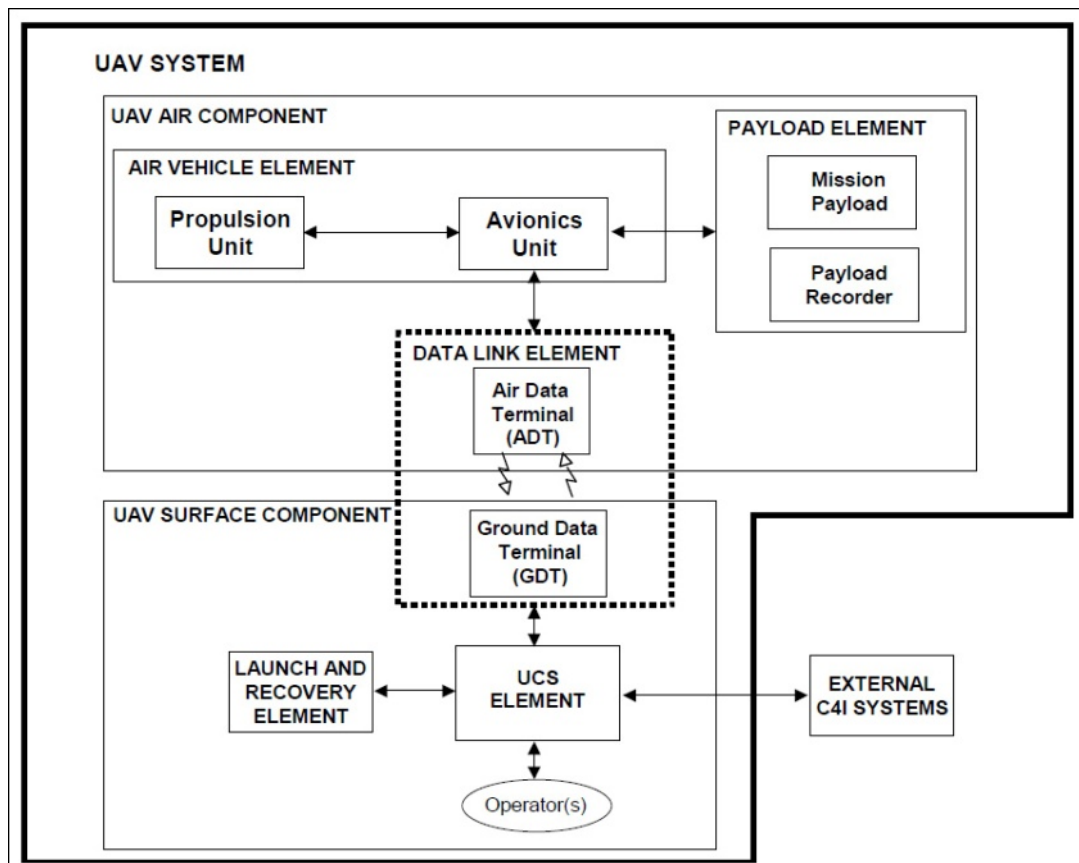 UAV SYSTEM
UAV AIR COMPONENT
PAYLOAD ELEMENT
AIR VEHICLE ELEMENT
Mission
Payload
Propulsion
Unit
Avionics
Unit
Payload
Recorder
DATA LINK ELEMENT
Air Data
Terminal
(ADT)
UAV SURFACE COMPONENT
Ground Data
Terminal
(GDT)
LAUNCH AND
RECOVERY
ELEMENT
UCS
ELEMENT
EXTERNAL
C4I SYSTEMS
Operator(s)